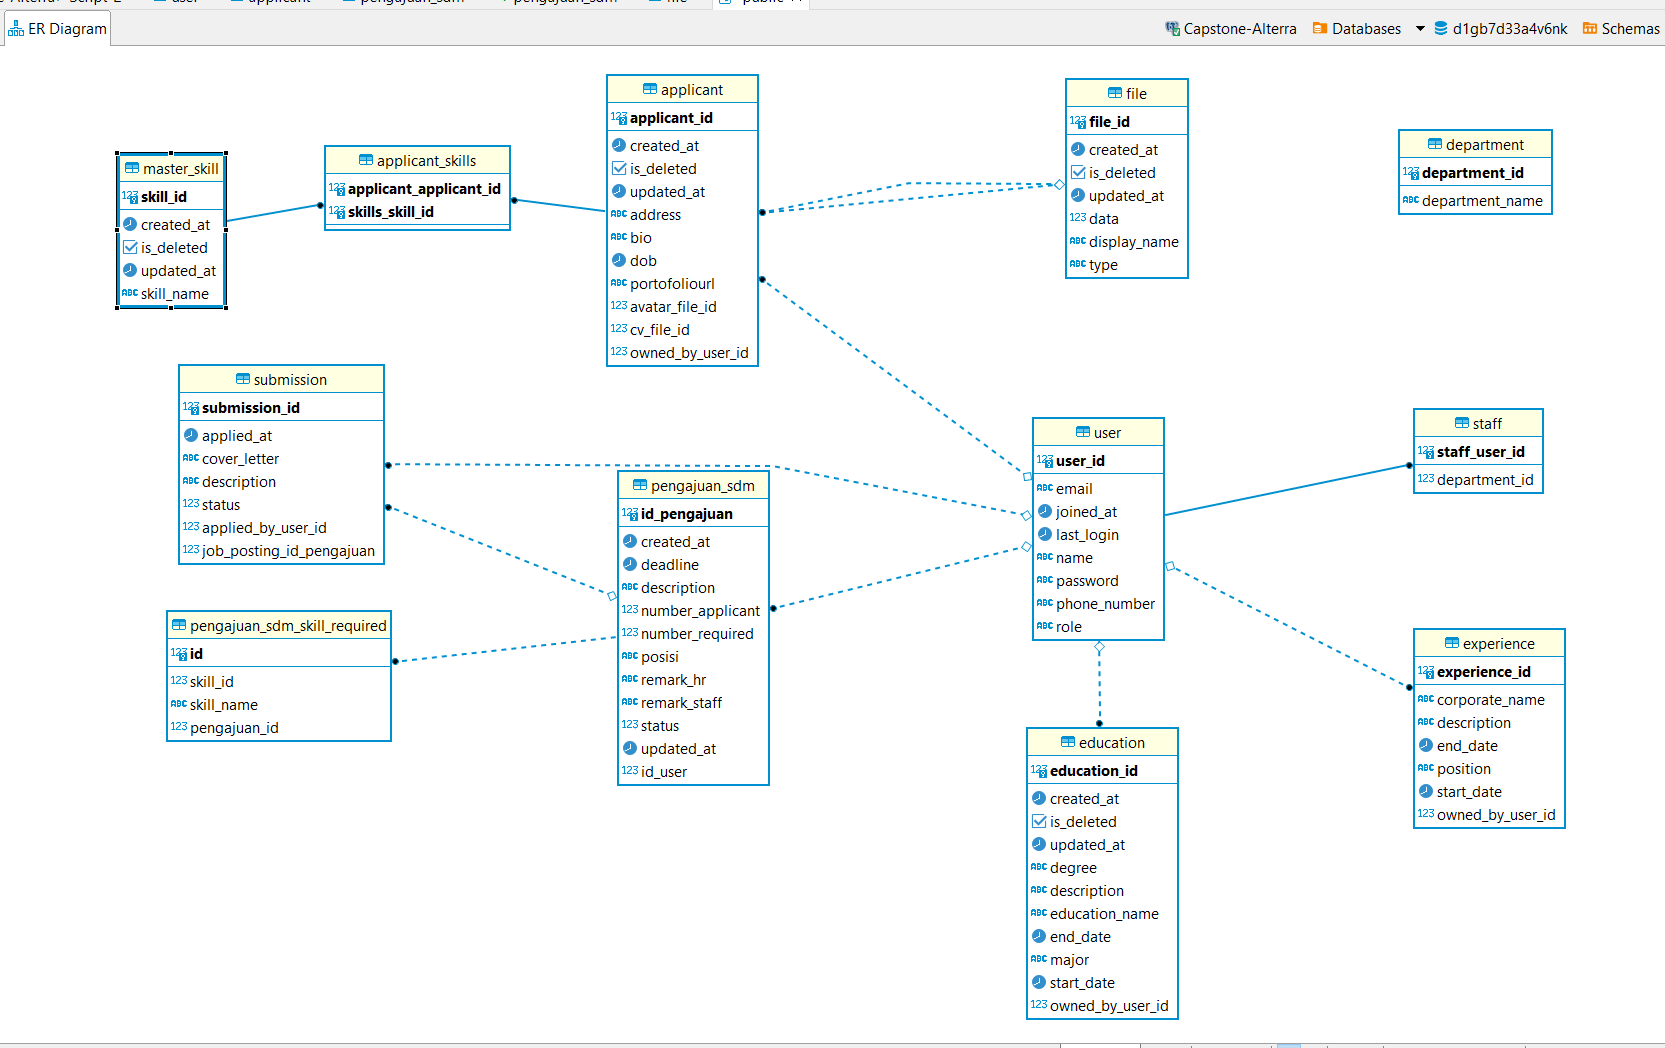 ER Diagram
Capstone-Alterra
Databases
d1gb7d33a4v6nk
Schemas
applicant
applicant_id
created_at
is_deleted
updated_at
address
bio
dob
portofoliourl
avatar_file_id
cv_file_id
owned_by_user_id
file
file_id
created_at
is_deleted
updated_at
data
display_name
type
department
department_id
department_name
master_skill
skill_id
created_at
is_deleted
updated_at
skill_name
applicant_skills
applicant_applicant_id
skills_skill_id
submission
submission_id
applied_at
cover_letter
description
status
applied_by_user_id
job_posting_id_pengajuan
pengajuan_sdm
id_pengajuan
created_at
deadline
description
number_applicant
number_required
posisi
remark_hr
remark_staff
status
updated_at
id_user
user
user_id
email
joined_at
last_login
name
password
phone_number
role
staff
staff_user_id
department_id
pengajuan_sdm_skill_required
id
skill_id
skill_name
pengajuan_id
experience
experience_id
corporate_name
description
end_date
position
start_date
owned_by_user_id
education
education_id
created_at
is_deleted
updated_at
degree
description
education_name
end_date
major
start_date
owned_by_user_id